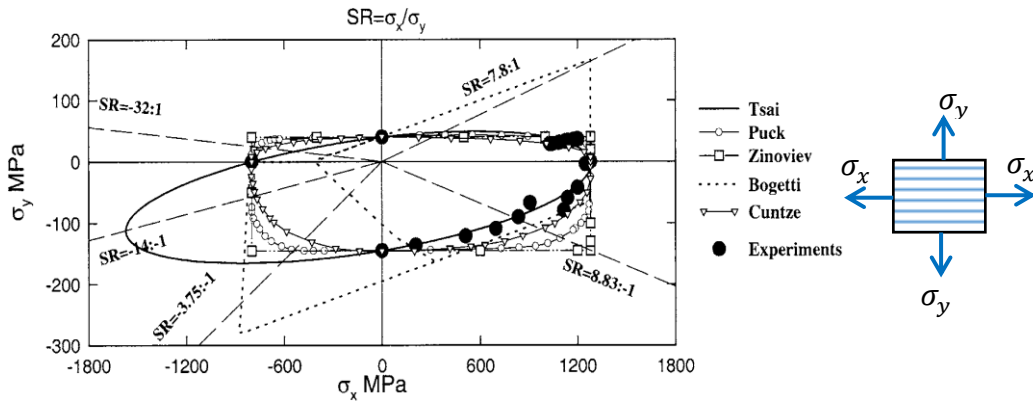 SR=σx/σy
200
100
0
-100
-200
-300
σy MPa
-1800
-1200
-600
0
600
1200
1800
σx MPa
SR=-32:1
SR=7.8:1
SR=-14:-1
SR=-3.75:-1
SR=8.83:-1
Tsai
Puck
Zinoviev
Bogetti
Cuntze
Experiments
σy
σx
σx
σy